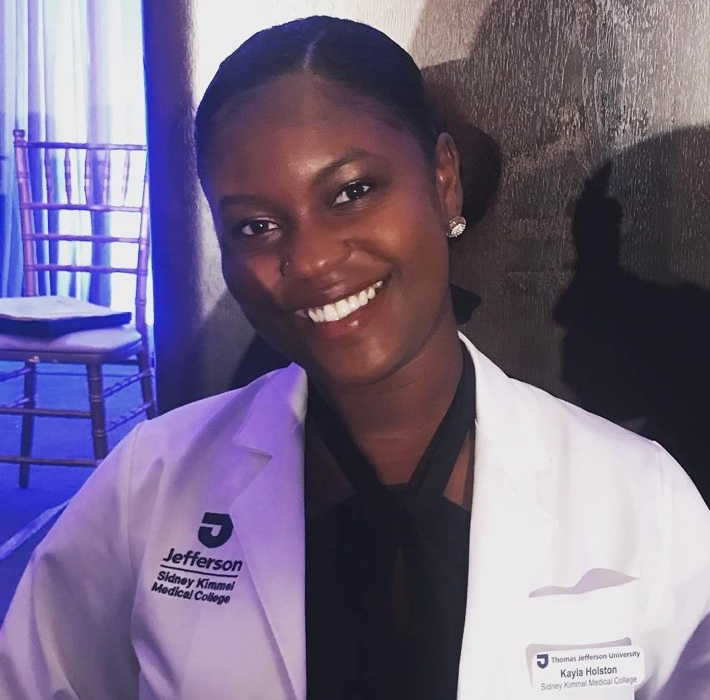 Jefferson
Sidney Kimmel
Medical College
Thomas Jefferson University
Kayla Holston
Sidney Kimmel Medical College